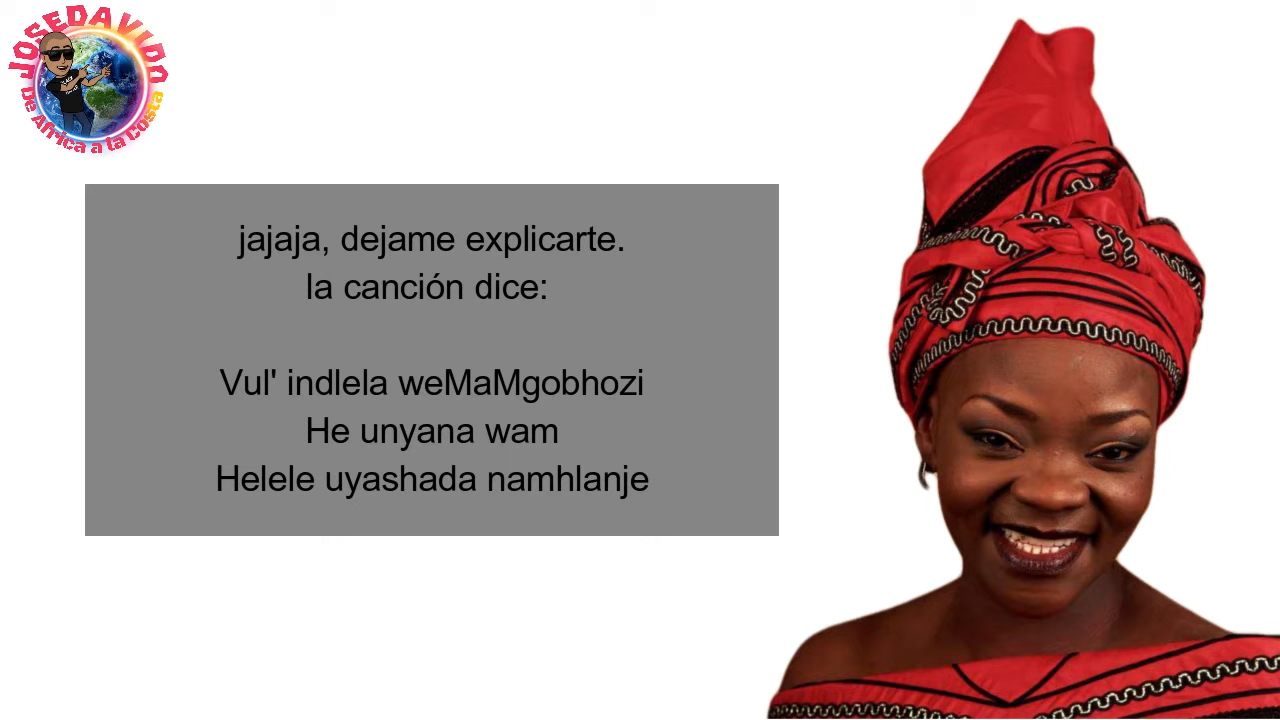 JOSEDAVIDA
De Africa a la Costa
jajaja, dejame explicarte.
la canción dice:
Vul' indlela weMaMgobhozi
He unyana wam
Helele uyashada namhlanje